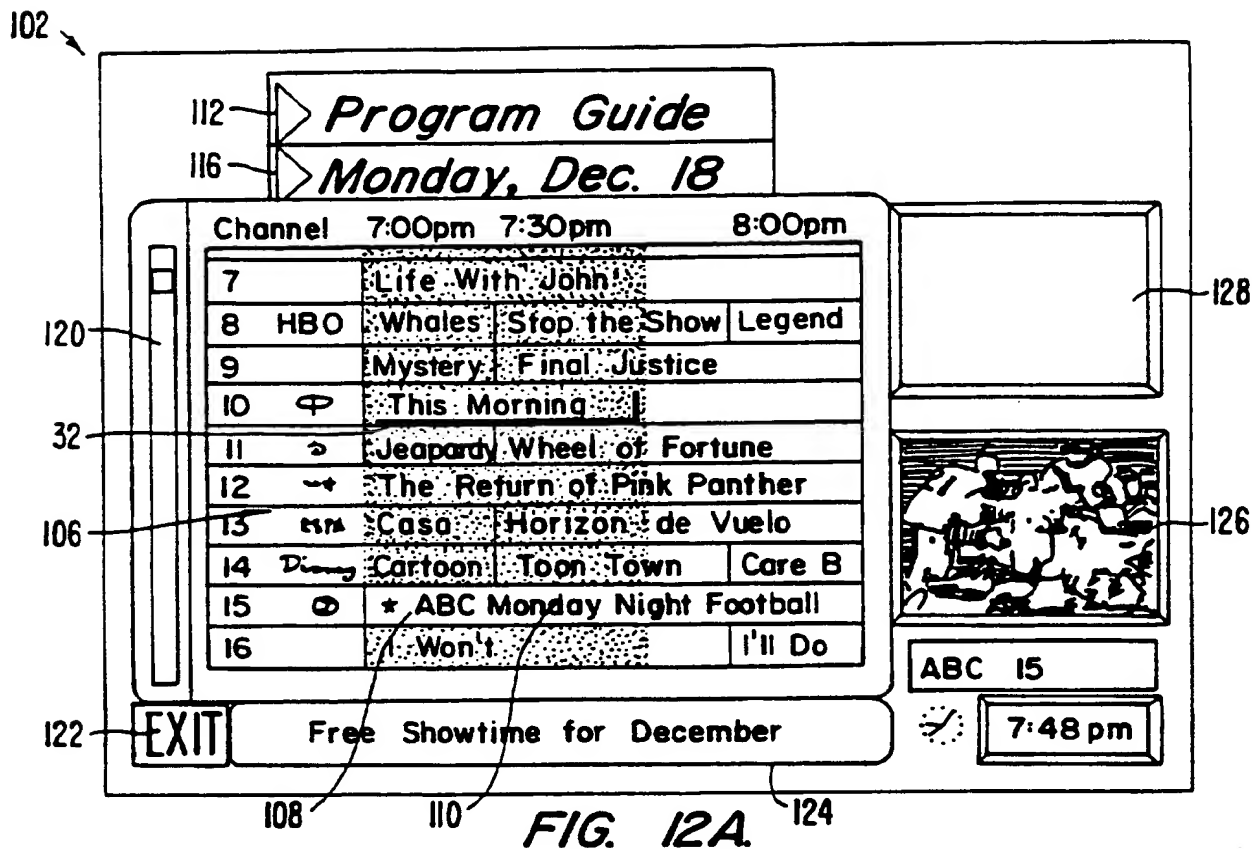 102
112
Program Guide
116
Monday, Dec. 18
Channel 7:00pm 7:30pm 8:00pm
7 Life With John
8 HBO Whales Stop the Show Legend
128
120
9 Mystery Final Justice
10 This Morning
32
11 Jeapardy Wheel of Fortune
12 The Return of Pink Panther
106
13 ESPN Casa Horizon de Vuelo
126
14 Disney Cartoon Toon Town Care B
15 * ABC Monday Night Football
16 I Won't I'll Do
ABC 15
122
EXIT
Free Showtime for December
7:48 pm
108
110
124
FIG. 12A.